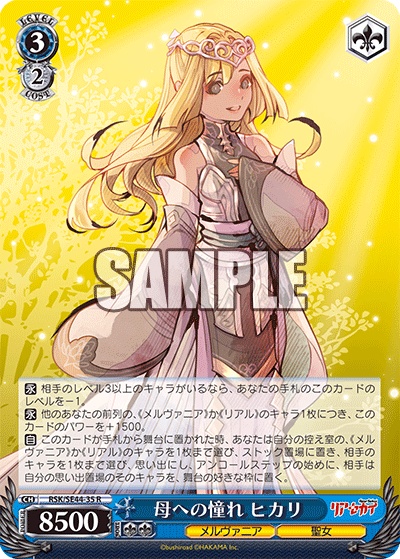 LEVEL
3
2
COST
SAMPLE
永 相手のレベル3以上のキャラがいるなら、あなたの手札のこのカードの
レベルを－1。
永 他のあなたの前列の、《メルヴァニア》か《リアル》のキャラ1枚につき、この
カードのパワーを＋1500。
自 このカードが手札から舞台に置かれた時、あなたは自分の控え室の、《メル
ヴァニア》か《リアル》のキャラを1枚まで選び、ストック置場に置き、相手の
キャラを1枚まで選び、思い出にし、アンコールステップの始めに、相手は
自分の思い出のそのキャラを、舞台の好きな枠に置く。
CH
RSK/SE44-35 R
POWER
8500
母への憧れ ヒカリ
リアセカイ
メルヴァニア
聖女
©bushiroad ©HAKAMA Inc.